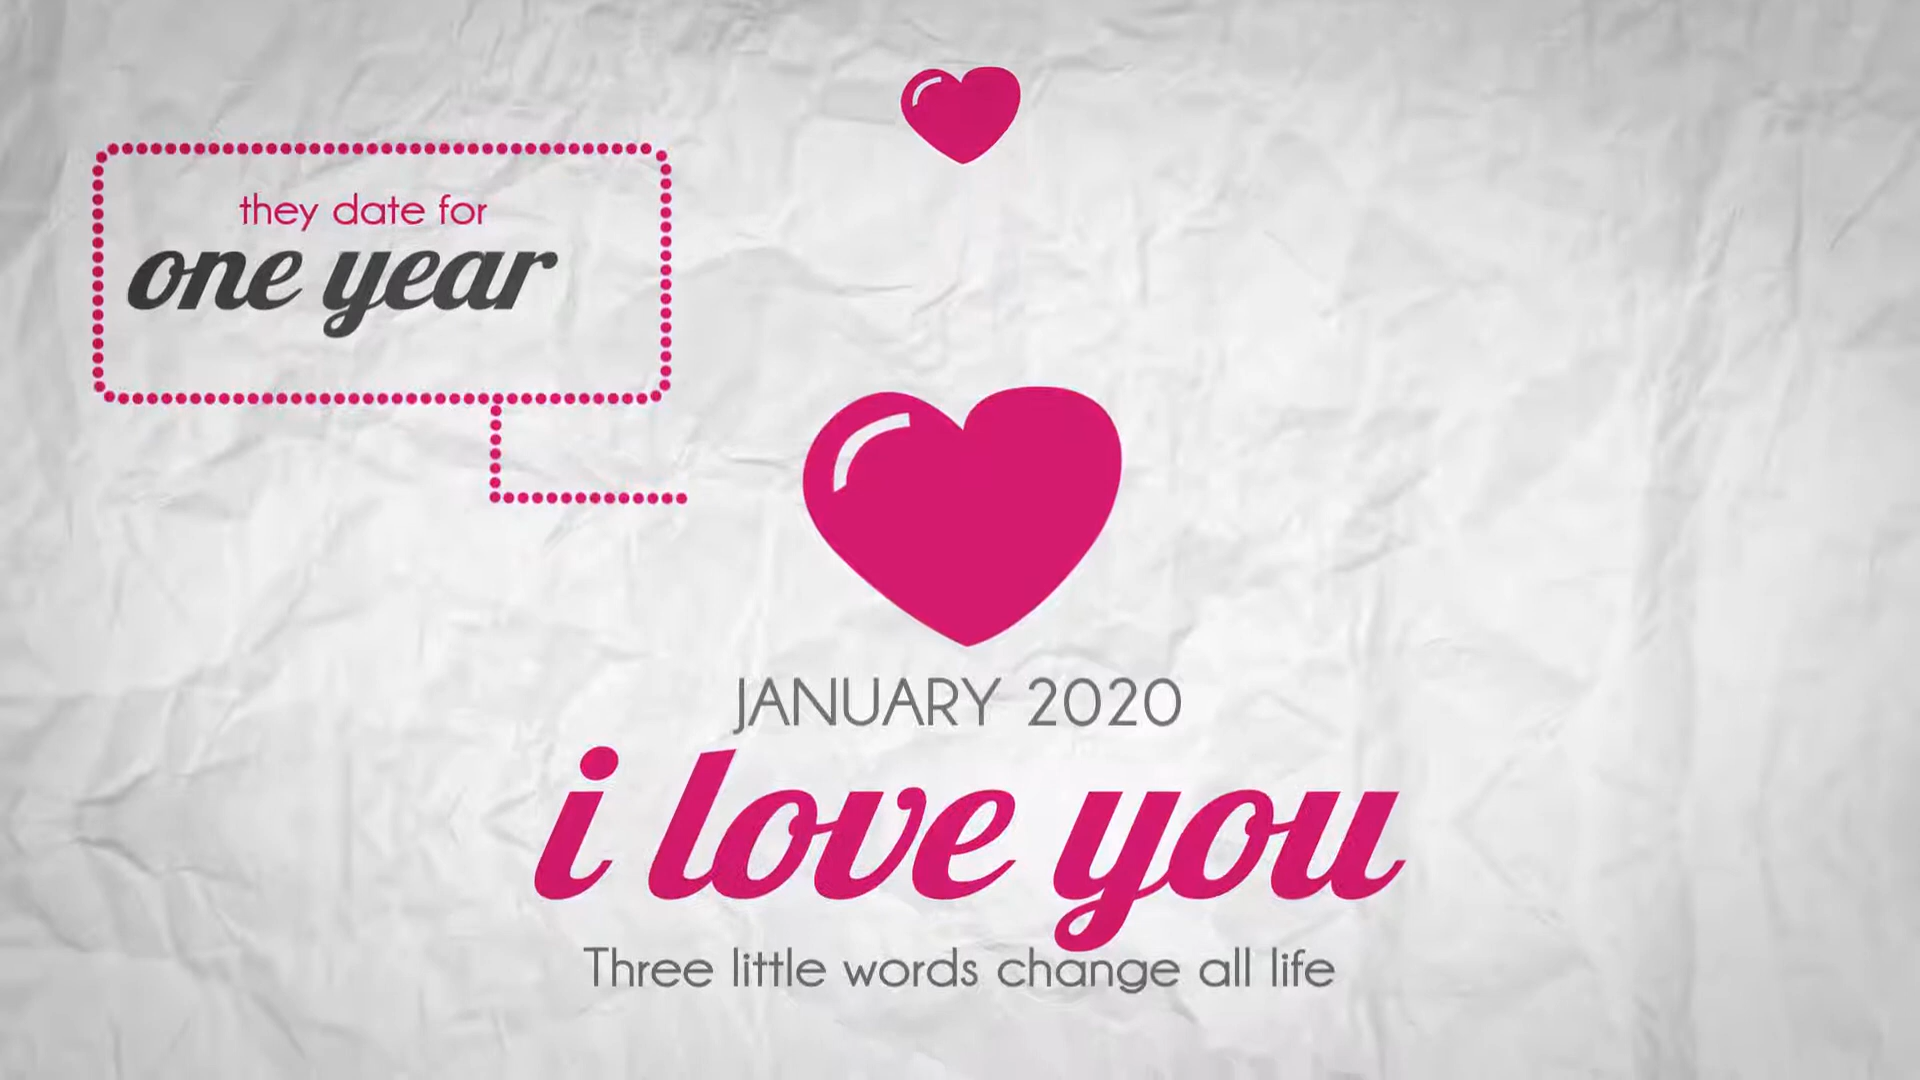 they date for
one year
JANUARY 2020
i love you
Three little words change all life